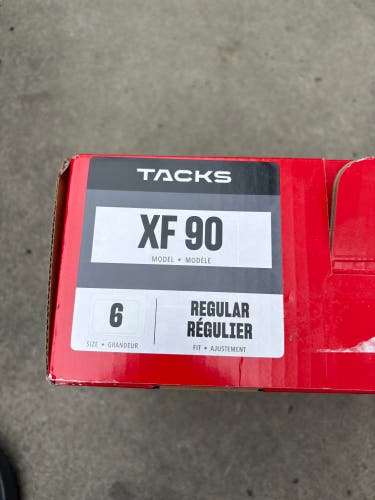 TACKS
XF 90
MODEL • MODÈLE
6
SIZE • GRANDEUR
REGULAR
RÉGULIER
FIT • AJUSTEMENT